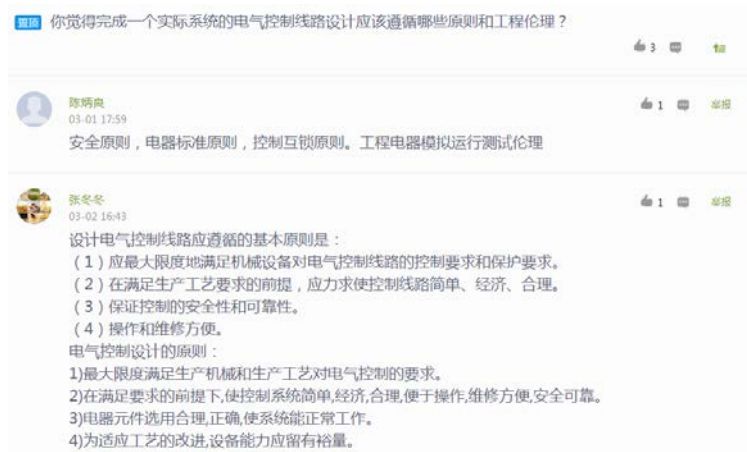 置顶 你觉得完成一个实际系统的电气控制线路设计应该遵循哪些原则和工程伦理？
3
陈炳良
03-01 17:59
1 举报
安全原则，电器标准原则，控制互锁原则。工程电器模拟运行测试伦理
张冬冬
03-02 16:43
1 举报
设计电气控制线路应遵循的基本原则是：
（1）应最大限度地满足机械设备对电气控制线路的控制要求和保护要求。
（2）在满足生产工艺要求的前提，应力求使控制线路简单、经济、合理。
（3）保证控制的安全性和可靠性。
（4）操作和维修方便。
电气控制设计的原则：
1)最大限度满足生产机械和生产工艺对电气控制的要求。
2)在满足要求的前提下,使控制系统简单,经济,合理,便于操作,维修方便,安全可靠。
3)电器元件选用合理,正确,使系统能正常工作。
4)为适应工艺的改进,设备能力应留有裕量。